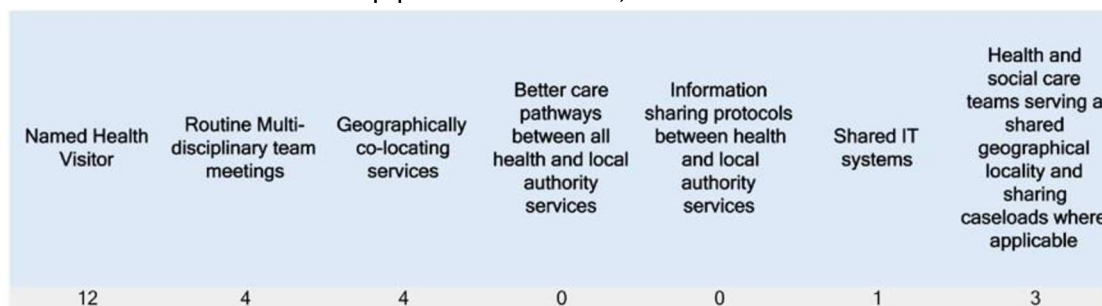 Named Health
Visitor
Routine Multi-
disciplinary team
meetings
Geographically
co-locating
services
Better care
pathways
between all
health and local
authority
services
Information
sharing protocols
between health
and local
authority
services
Shared IT
systems
Health and
social care
teams serving a
shared
geographical
locality and
sharing
caseloads where
applicable
12 4 4 0 0 1 3